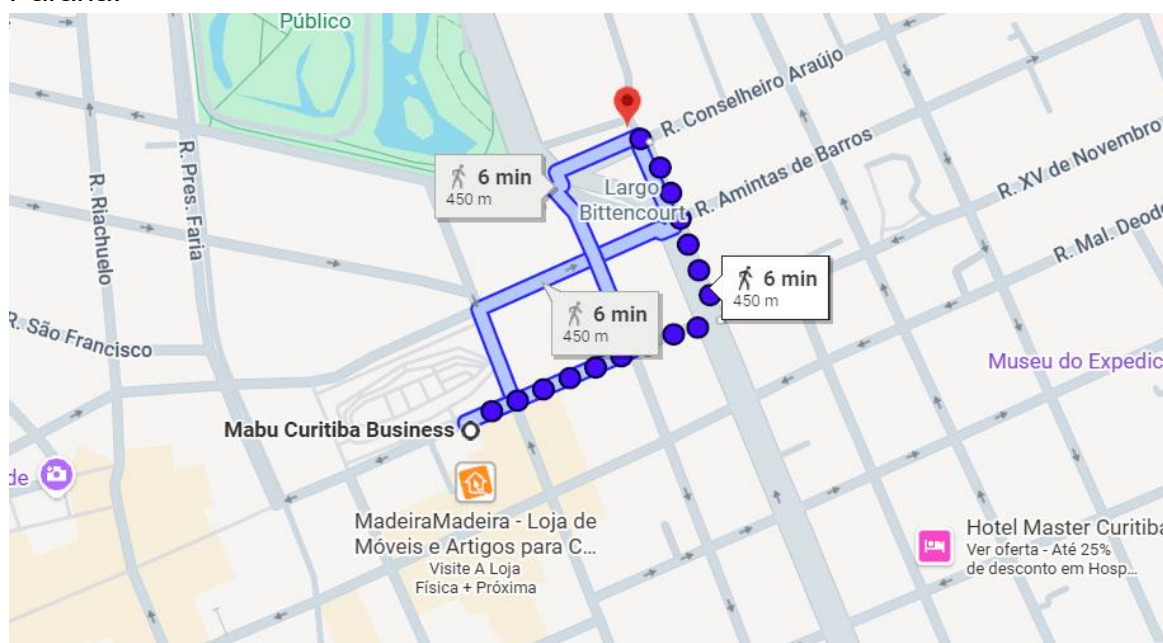 Público
R. Conselheiro Araújo
R. Amintas de Barros
R. XV de Novembro
R. Mal. Deodo
R. Pres. Faria
R. Riachuelo
6 min
450 m
Largo
Bittencourt
6 min
450 m
6 min
450 m
R. São Francisco
Museu do Expedic
Mabu Curitiba Business
de
MadeiraMadeira - Loja de
Móveis e Artigos para C...
Visite A Loja
Física + Próxima
Hotel Master Curitiba
Ver oferta - Até 25%
de desconto em Hosp...